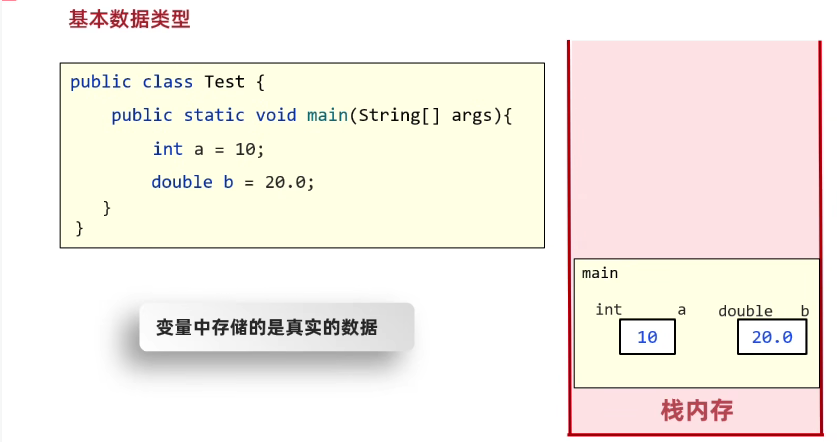 基本数据类型
public class Test {
public static void main(String[] args){
int a = 10;
double b = 20.0;
}
}
变量中存储的是真实的数据
main
int a double b
10 20.0
栈内存